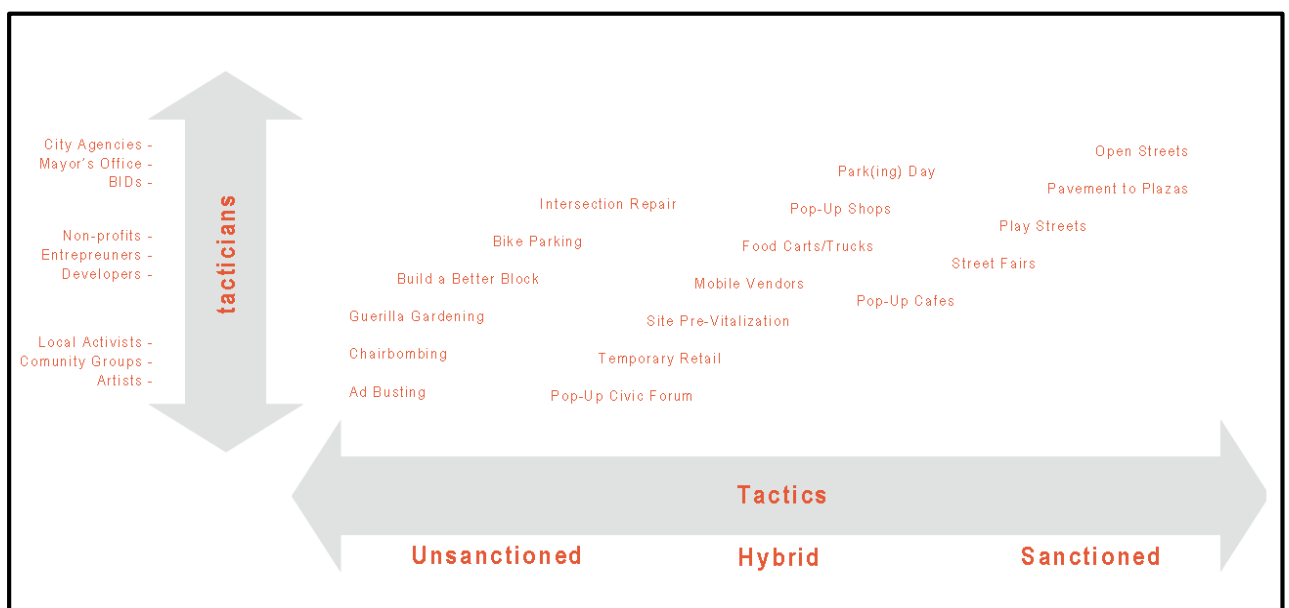 City Agencies -
Mayor's Office -
BIDs -
Non-profits -
Entrepreuners -
Developers -
Local Activists -
Comunity Groups -
Artists -
tacticians
Open Streets
Park(ing) Day
Pavement to Plazas
Intersection Repair
Pop-Up Shops
Play Streets
Bike Parking
Food Carts/Trucks
Street Fairs
Build a Better Block
Mobile Vendors
Pop-Up Cafes
Guerilla Gardening
Site Pre-Vitalization
Chairbombing
Temporary Retail
Ad Busting
Pop-Up Civic Forum
Tactics
Unsanctioned
Hybrid
Sanctioned